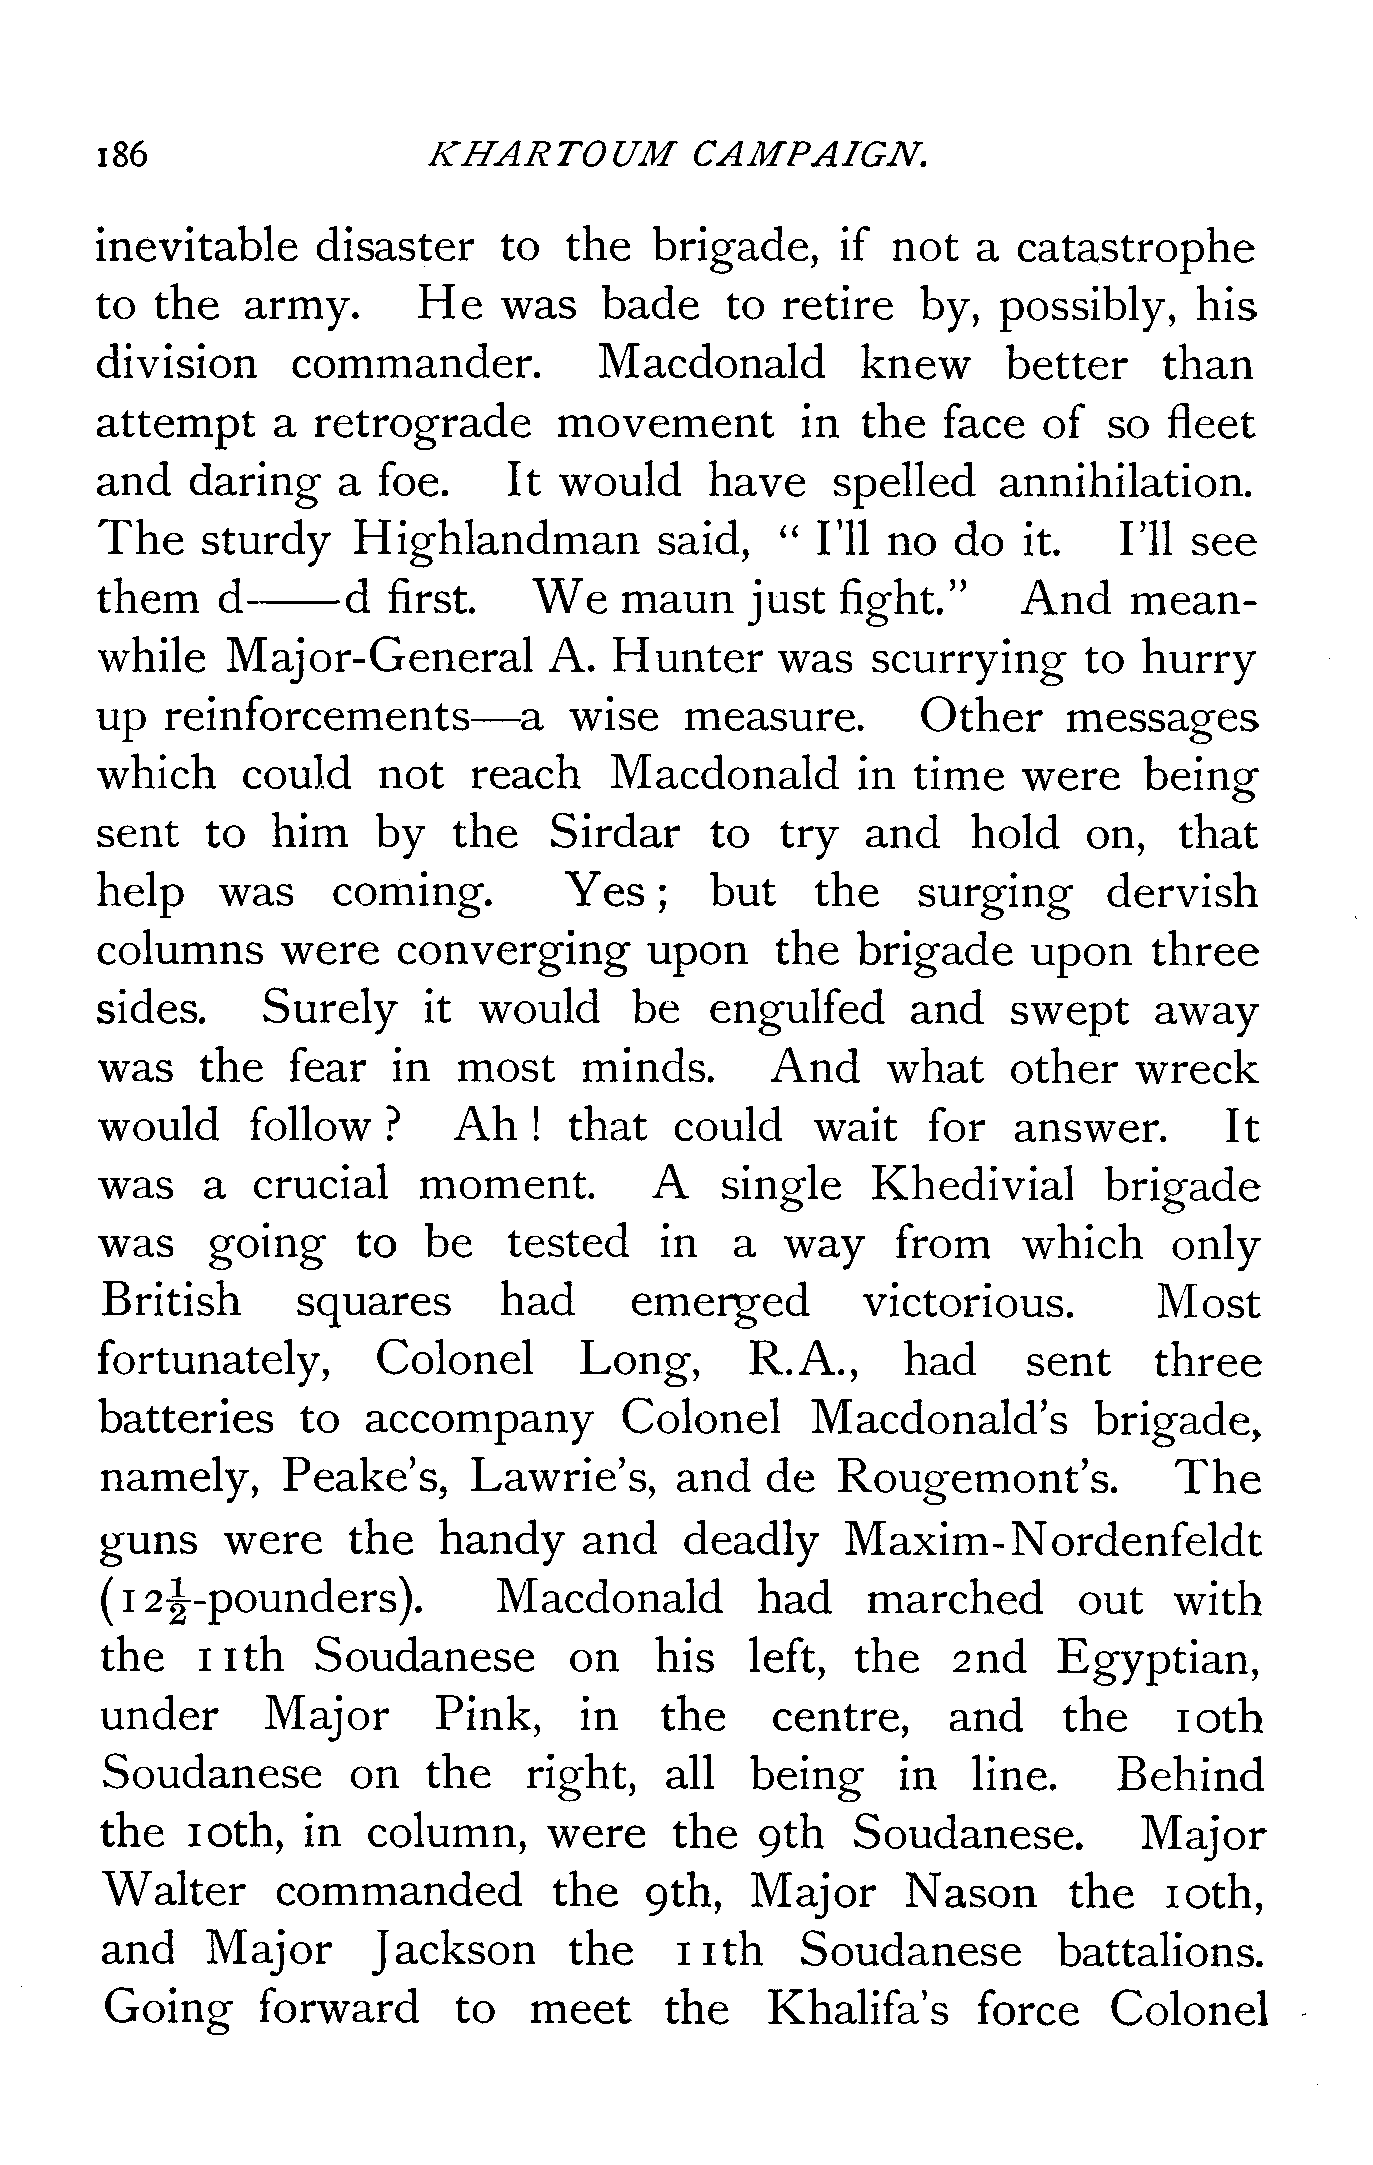 186 KHARTOUM CAMPAIGN.
inevitable disaster to the brigade, if not a catastrophe
to the army. He was bade to retire by, possibly, his
division commander. Macdonald knew better than
attempt a retrograde movement in the face of so fleet
and daring a foe. It would have spelled annihilation.
The sturdy Highlandman said, “ I’ll no do it. I’ll see
them d——d first. We maun just fight.” And mean-
while Major-General A. Hunter was scurrying to hurry
up reinforcements—a wise measure. Other messages
which could not reach Macdonald in time were being
sent to him by the Sirdar to try and hold on, that
help was coming. Yes ; but the surging dervish
columns were converging upon the brigade upon three
sides. Surely it would be engulfed and swept away
was the fear in most minds. And what other wreck
would follow ? Ah ! that could wait for answer. It
was a crucial moment. A single Khedivial brigade
was going to be tested in a way from which only
British squares had emerged victorious. Most
fortunately, Colonel Long, R.A., had sent three
batteries to accompany Colonel Macdonald’s brigade,
namely, Peake’s, Lawrie’s, and de Rougemont’s. The
guns were the handy and deadly Maxim-Nordenfeldt
(12½-pounders). Macdonald had marched out with
the 11th Soudanese on his left, the 2nd Egyptian,
under Major Pink, in the centre, and the 10th
Soudanese on the right, all being in line. Behind
the 10th, in column, were the 9th Soudanese. Major
Walter commanded the 9th, Major Nason the 10th,
and Major Jackson the 11th Soudanese battalions.
Going forward to meet the Khalifa’s force Colonel